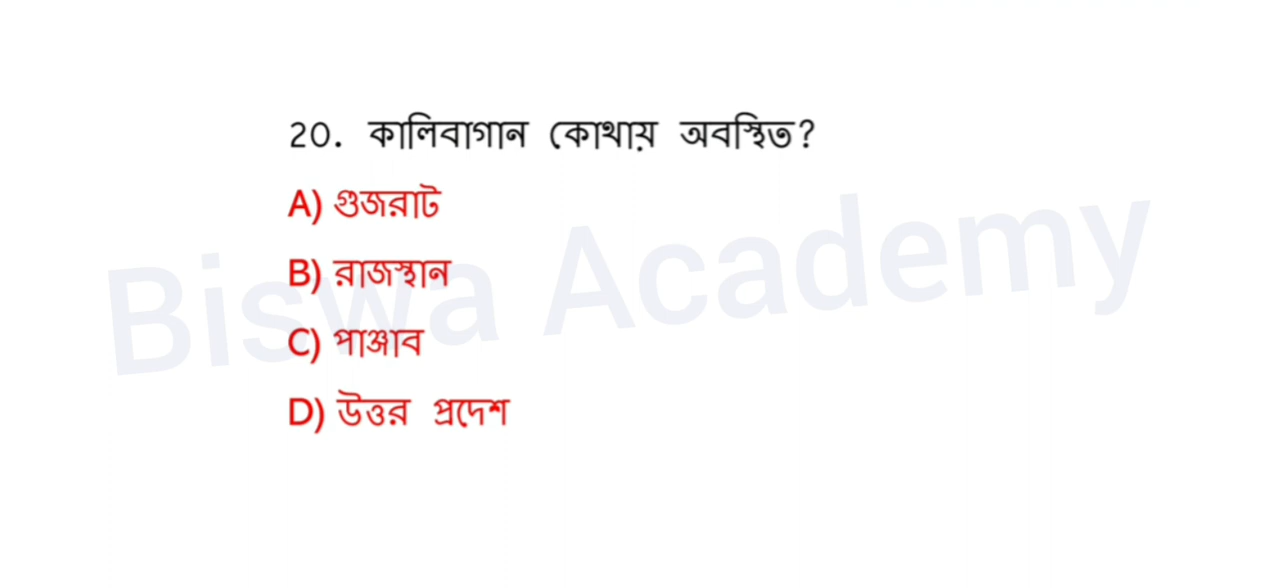 20. কালিবাগান কোথায় অবস্থিত?
A) গুজরাট
B) রাজস্থান
C) পাঞ্জাব
D) উত্তর প্রদেশ
Biswa Academy